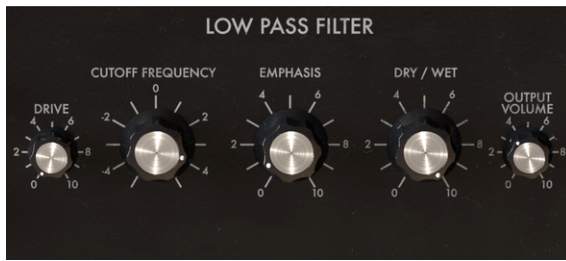 LOW PASS FILTER
CUTOFF FREQUENCY
EMPHASIS
DRY / WET
DRIVE
OUTPUT
VOLUME
0
4 6
4 6
-2 2
4 6
4 6
2 8
2 8
2 8
2 8
-4 4
0 10
0 10
0 10
0 10